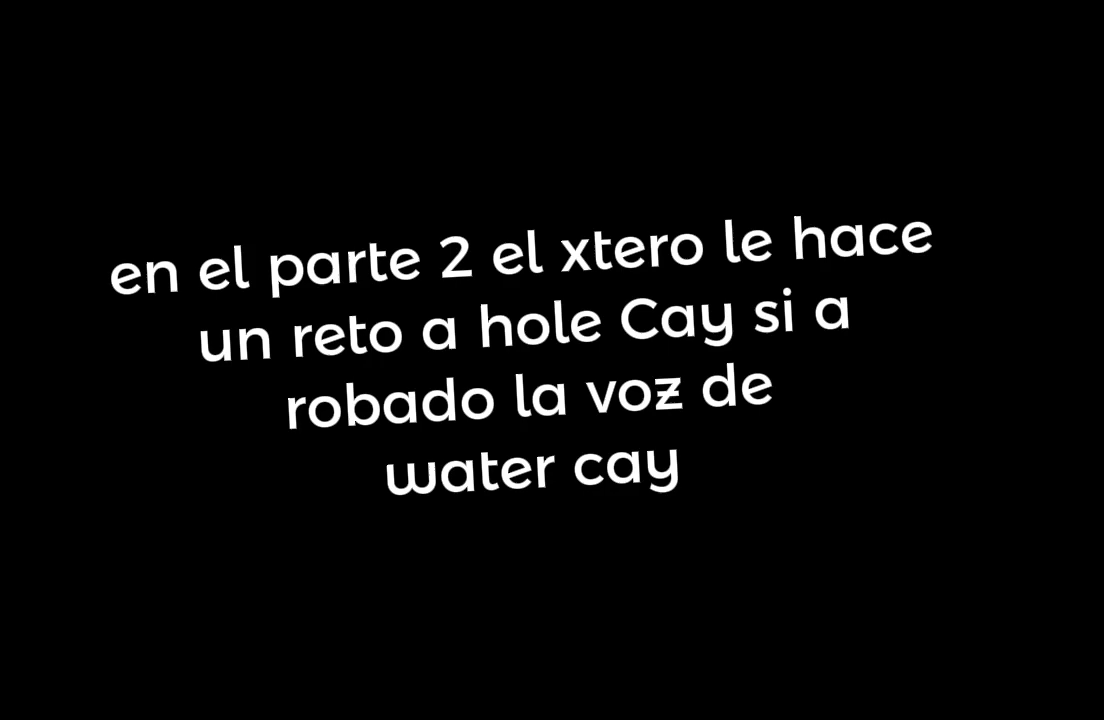 en el parte 2 el xtero le hace
un reto a hole Cay si a
robado la voz de
water cay